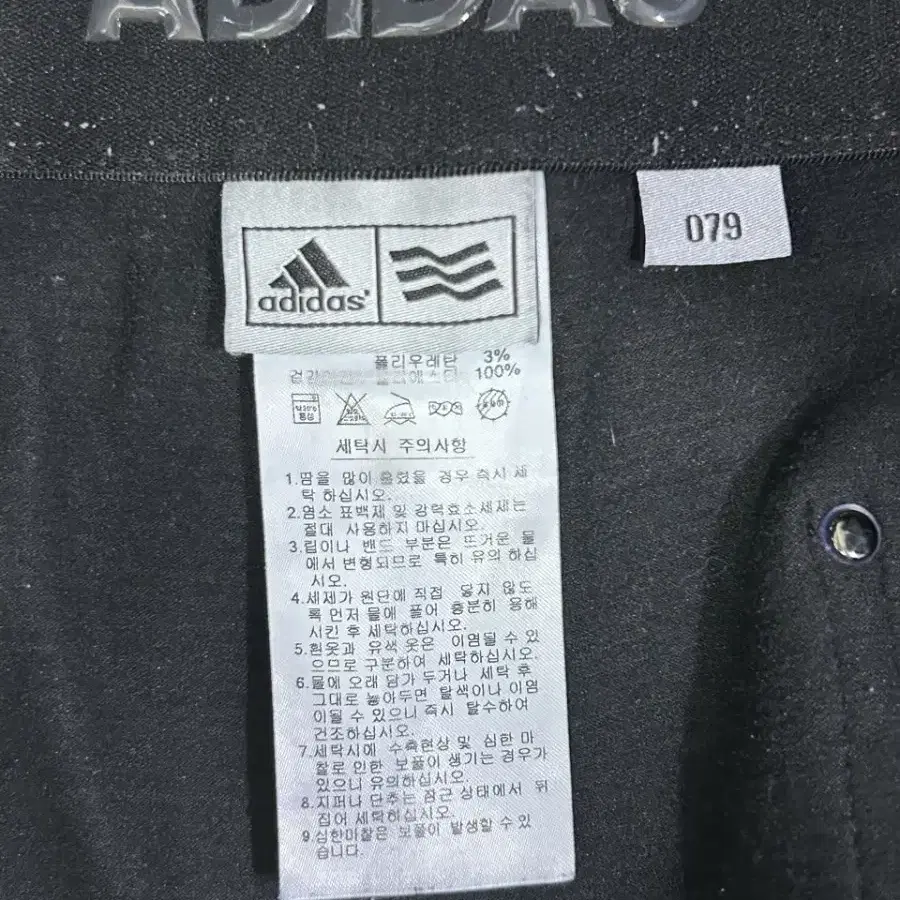 ADIDAS
079
adidas
폴리우레탄 3%
100%
세탁시 주의사항
1.땀을 많이 흘렸을 경우 즉시 세
탁 하십시오.
2.염소 표백제 및 강력효소세제는
절대 사용하지 마십시오.
3.립이나 밴드 부분은 뜨거운 물
에서 변형되므로 특히 유의 하십
시오.
4.세제가 원단에 직접 닿지 않도
록 먼저 물에 풀어 충분히 용해
시킨 후 세탁하십시오.
5.흰옷과 유색 옷은 이염될 수 있
으므로 구분하여 세탁하십시오.
6.물에 오래 담가 두거나 세탁 후
그대로 놓아두면 탈색이나 이염
이될 수 있으니 즉시 탈수하여
건조하십시오.
7.세탁시에 수축현상 및 심한 마
찰로 인한 보풀이 생기는 경우가
있으니 유의하십시오.
8.지퍼나 단추는 잠근 상태에서 뒤
집어 세탁하십시오.
9.심한마찰은 보풀이 발생할 수 있
습니다.